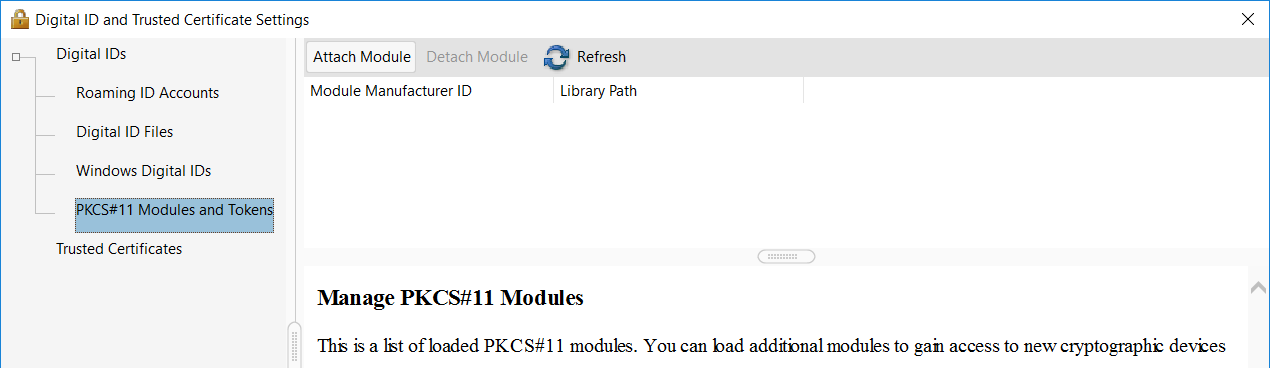 Digital ID and Trusted Certificate Settings
Digital IDs
Roaming ID Accounts
Digital ID Files
Windows Digital IDs
PKCS#11 Modules and Tokens
Trusted Certificates
Attach Module Detach Module Refresh
Module Manufacturer ID Library Path
Manage PKCS#11 Modules
This is a list of loaded PKCS#11 modules. You can load additional modules to gain access to new cryptographic devices